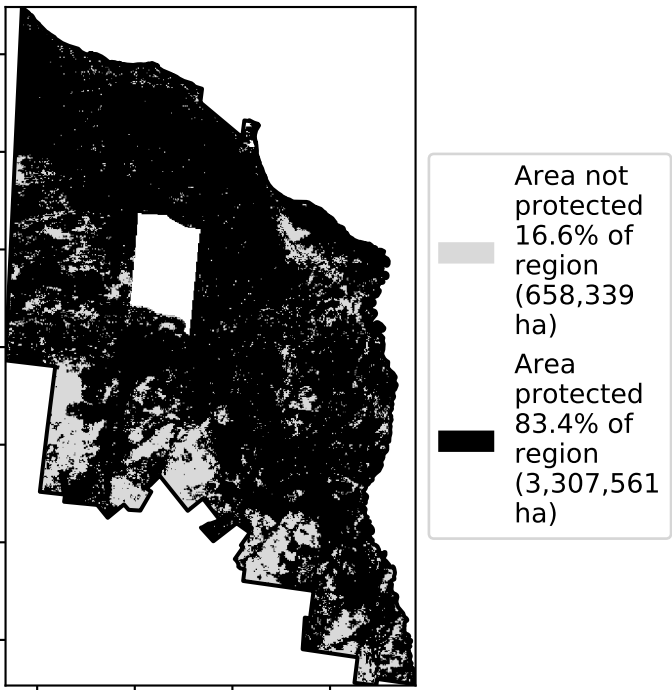 Area not
protected
16.6% of
region
(658,339
ha)
Area
protected
83.4% of
region
(3,307,561
ha)